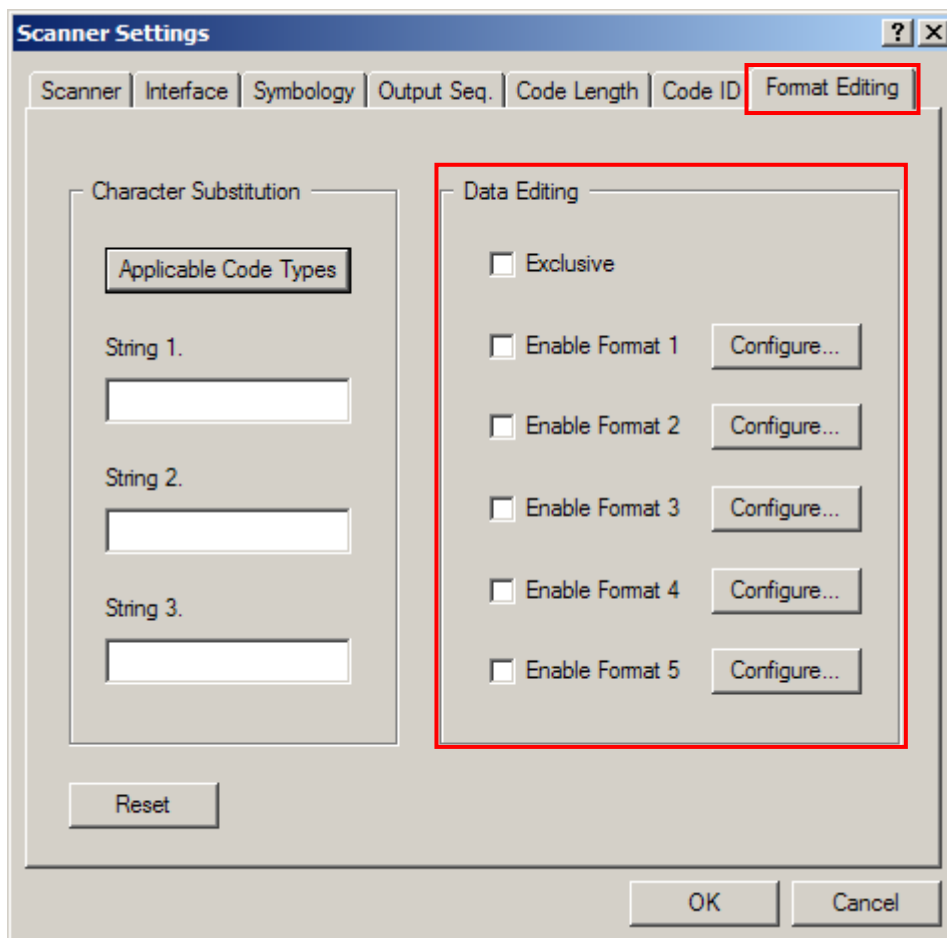 Scanner Settings
Scanner Interface Symbology Output Seq. Code Length Code ID Format Editing
Character Substitution
Applicable Code Types
String 1.
String 2.
String 3.
Data Editing
Exclusive
Enable Format 1 Configure...
Enable Format 2 Configure...
Enable Format 3 Configure...
Enable Format 4 Configure...
Enable Format 5 Configure...
Reset
OK Cancel